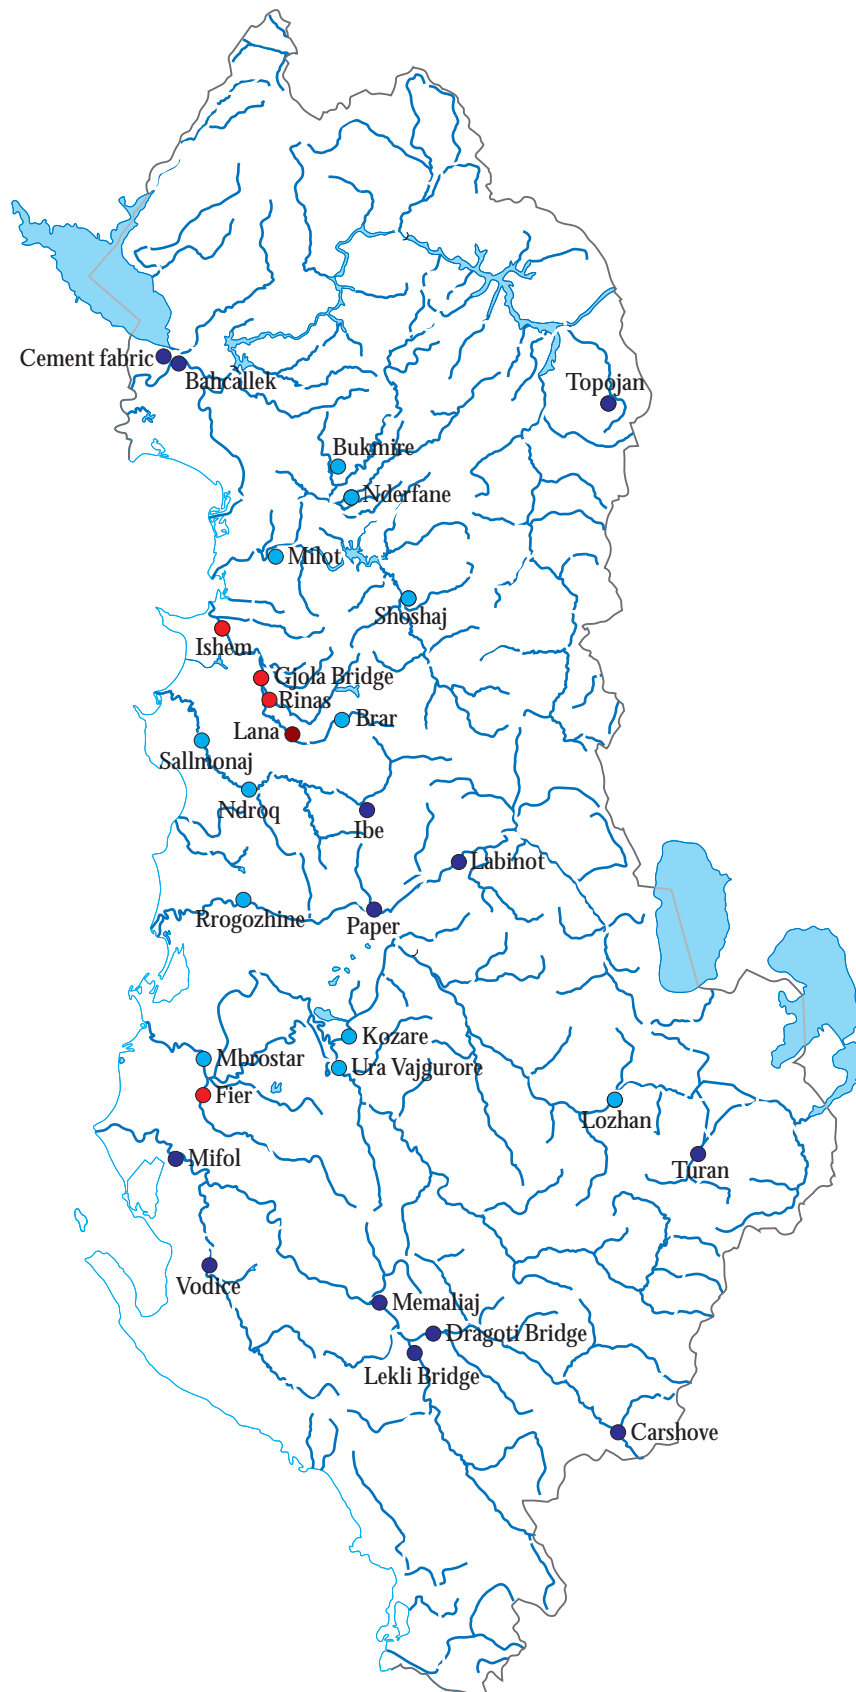 Cement fabric
Bahcallek
Topojan
Bukmire
Nderfane
Milot
Shoshaj
Ishem
Gjola Bridge
Rinas
Brar
Lana
Sallmonaj
Ndroq
Ibe
Labinot
Rrogozhine
Paper
Kozare
Mbrostar
Ura Vajgurore
Fier
Lozhan
Mifol
Turan
Vodice
Memaliaj
Dragoti Bridge
Lekli Bridge
Carshove